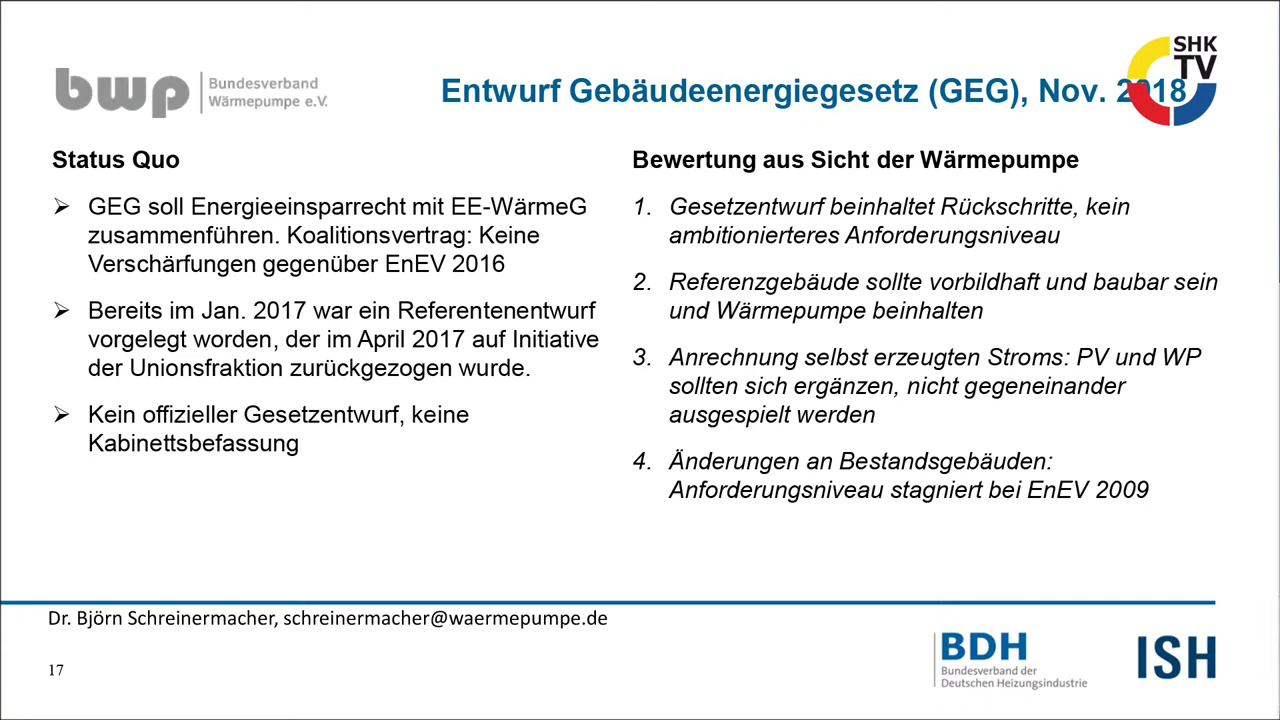 bwp
Bundesverband
Wärmepumpe e.V.
Entwurf Gebäudeenergiegesetz (GEG), Nov. 2018
SHK
TV
Status Quo
GEG soll Energieeinsparrecht mit EE-WärmeG
zusammenführen. Koalitionsvertrag: Keine
Verschärfungen gegenüber EnEV 2016
Bereits im Jan. 2017 war ein Referentenentwurf
vorgelegt worden, der im April 2017 auf Initiative
der Unionsfraktion zurückgezogen wurde.
Kein offizieller Gesetzentwurf, keine
Kabinettsbefassung
Bewertung aus Sicht der Wärmepumpe
1. Gesetzentwurf beinhaltet Rückschritte, kein
ambitionierteres Anforderungsniveau
2. Referenzgebäude sollte vorbildhaft und baubar sein
und Wärmepumpe beinhalten
3. Anrechnung selbst erzeugten Stroms: PV und WP
sollten sich ergänzen, nicht gegeneinander
ausgespielt werden
4. Änderungen an Bestandsgebäuden:
Anforderungsniveau stagniert bei EnEV 2009
Dr. Björn Schreinermacher, schreinermacher@waermepumpe.de
17
BDH
Bundesverband der
Deutschen Heizungsindustrie
ISH